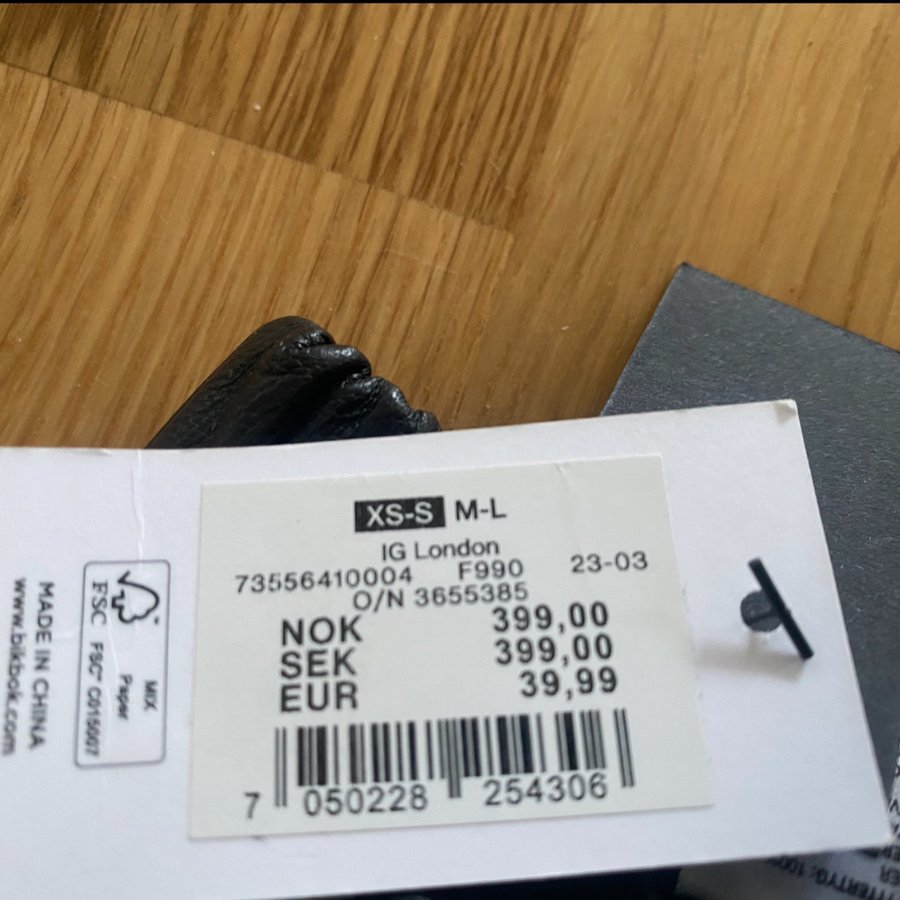 XS-S M-L
IG London
73556410004 F990 23-03
O/N 3655385
NOK 399,00
SEK 399,00
EUR 39,99
7 050228 254306
FSC
MIX
Paper
FSC™ C015007
MADE IN CHINA
www.bikbok.com